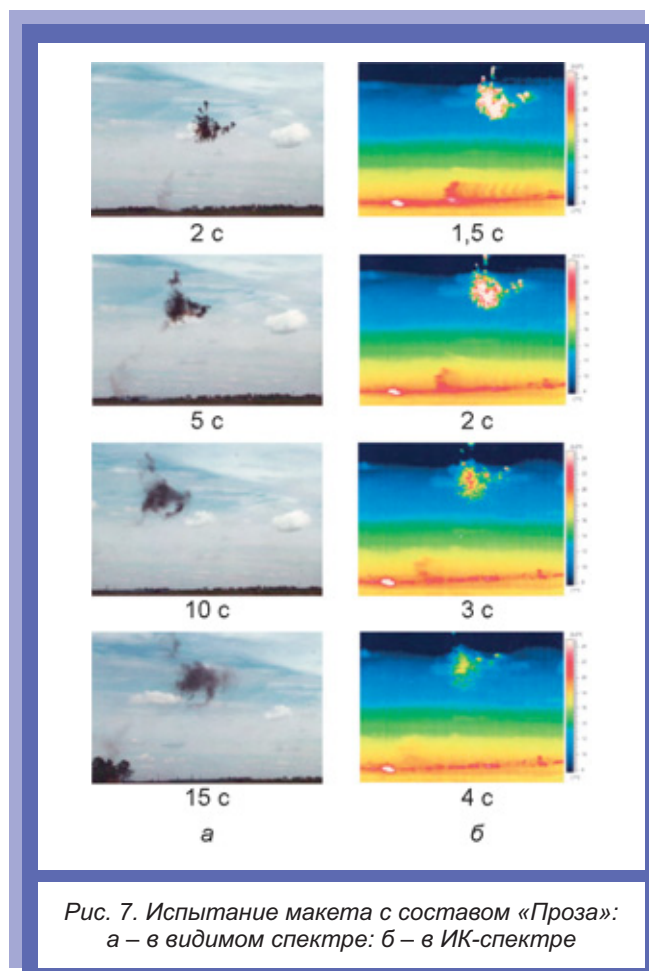 2 с 1,5 с
5 с 2 с
10 с 3 с
15 с 4 с
а б
Рис. 7. Испытание макета с составом «Проза»:
а – в видимом спектре: б – в ИК-спектре